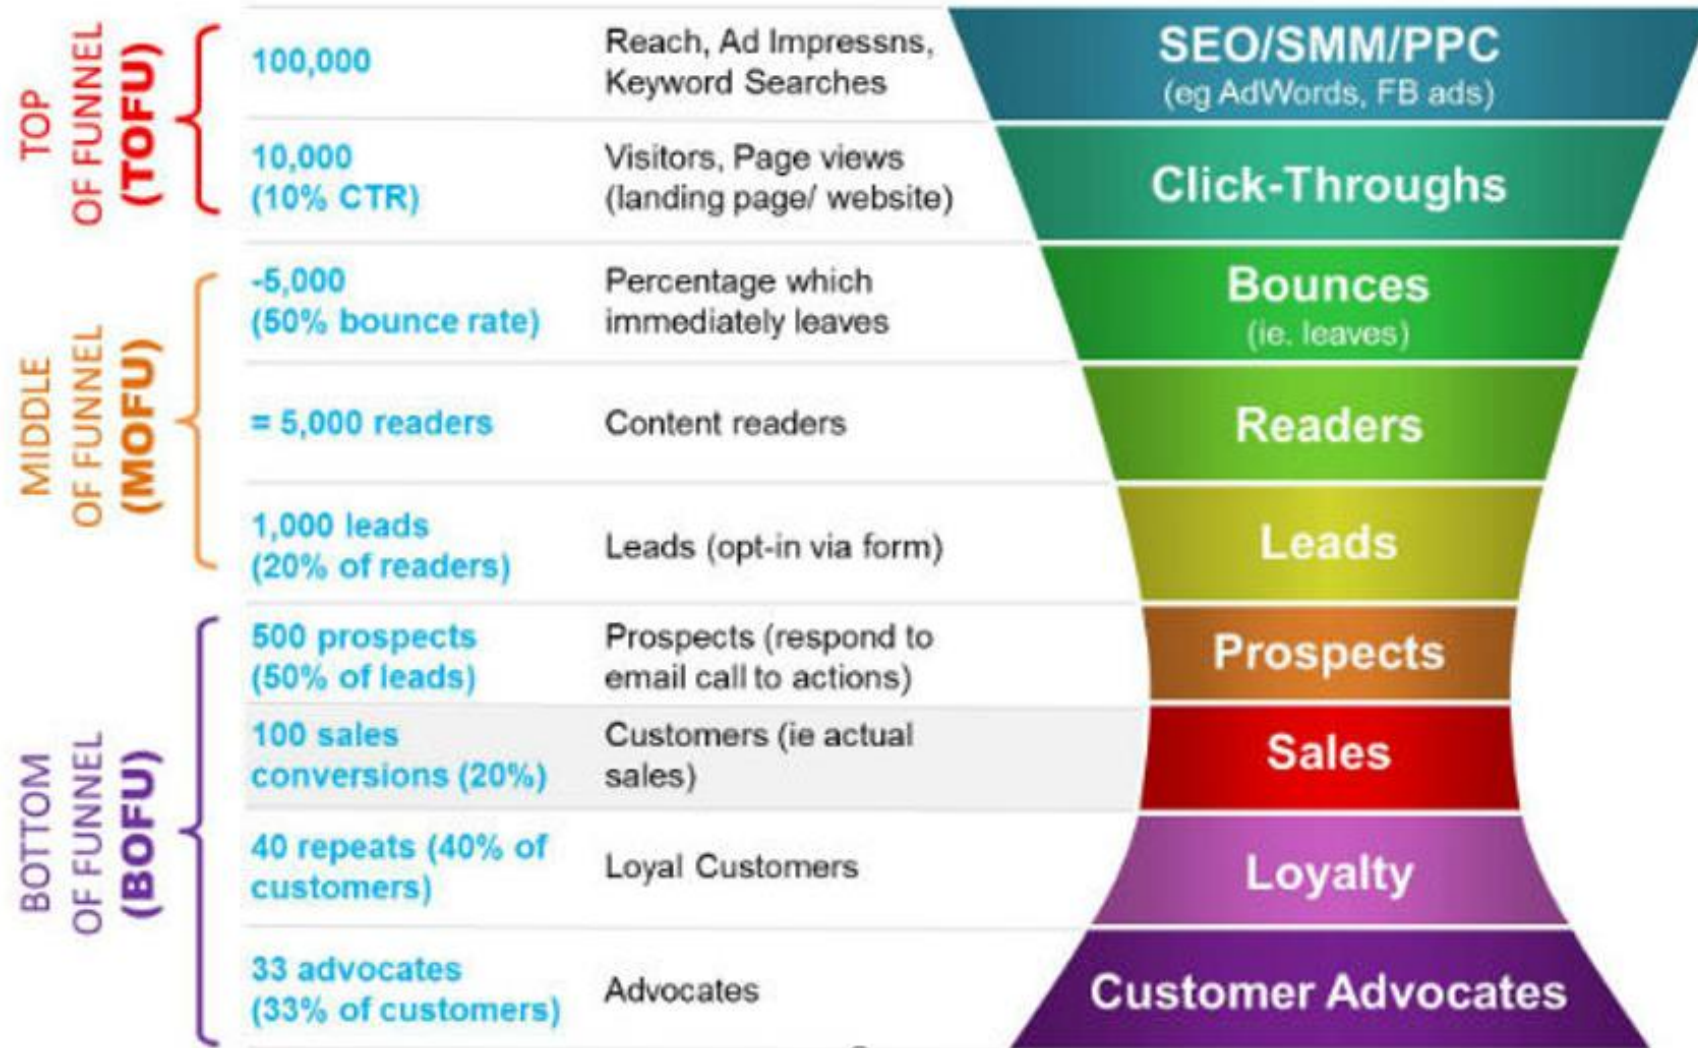 TOP
OF FUNNEL
(TOFU)
100,000
Reach, Ad Impressns,
Keyword Searches
SEO/SMM/PPC
(eg AdWords, FB ads)
10,000
(10% CTR)
Visitors, Page views
(landing page/ website)
Click-Throughs
MIDDLE
OF FUNNEL
(MOFU)
-5,000
(50% bounce rate)
Percentage which
immediately leaves
Bounces
(ie. leaves)
= 5,000 readers
Content readers
Readers
1,000 leads
(20% of readers)
Leads (opt-in via form)
Leads
BOTTOM
OF FUNNEL
(BOFU)
500 prospects
(50% of leads)
Prospects (respond to
email call to actions)
Prospects
100 sales
conversions (20%)
Customers (ie actual
sales)
Sales
40 repeats (40% of
customers)
Loyal Customers
Loyalty
33 advocates
(33% of customers)
Advocates
Customer Advocates